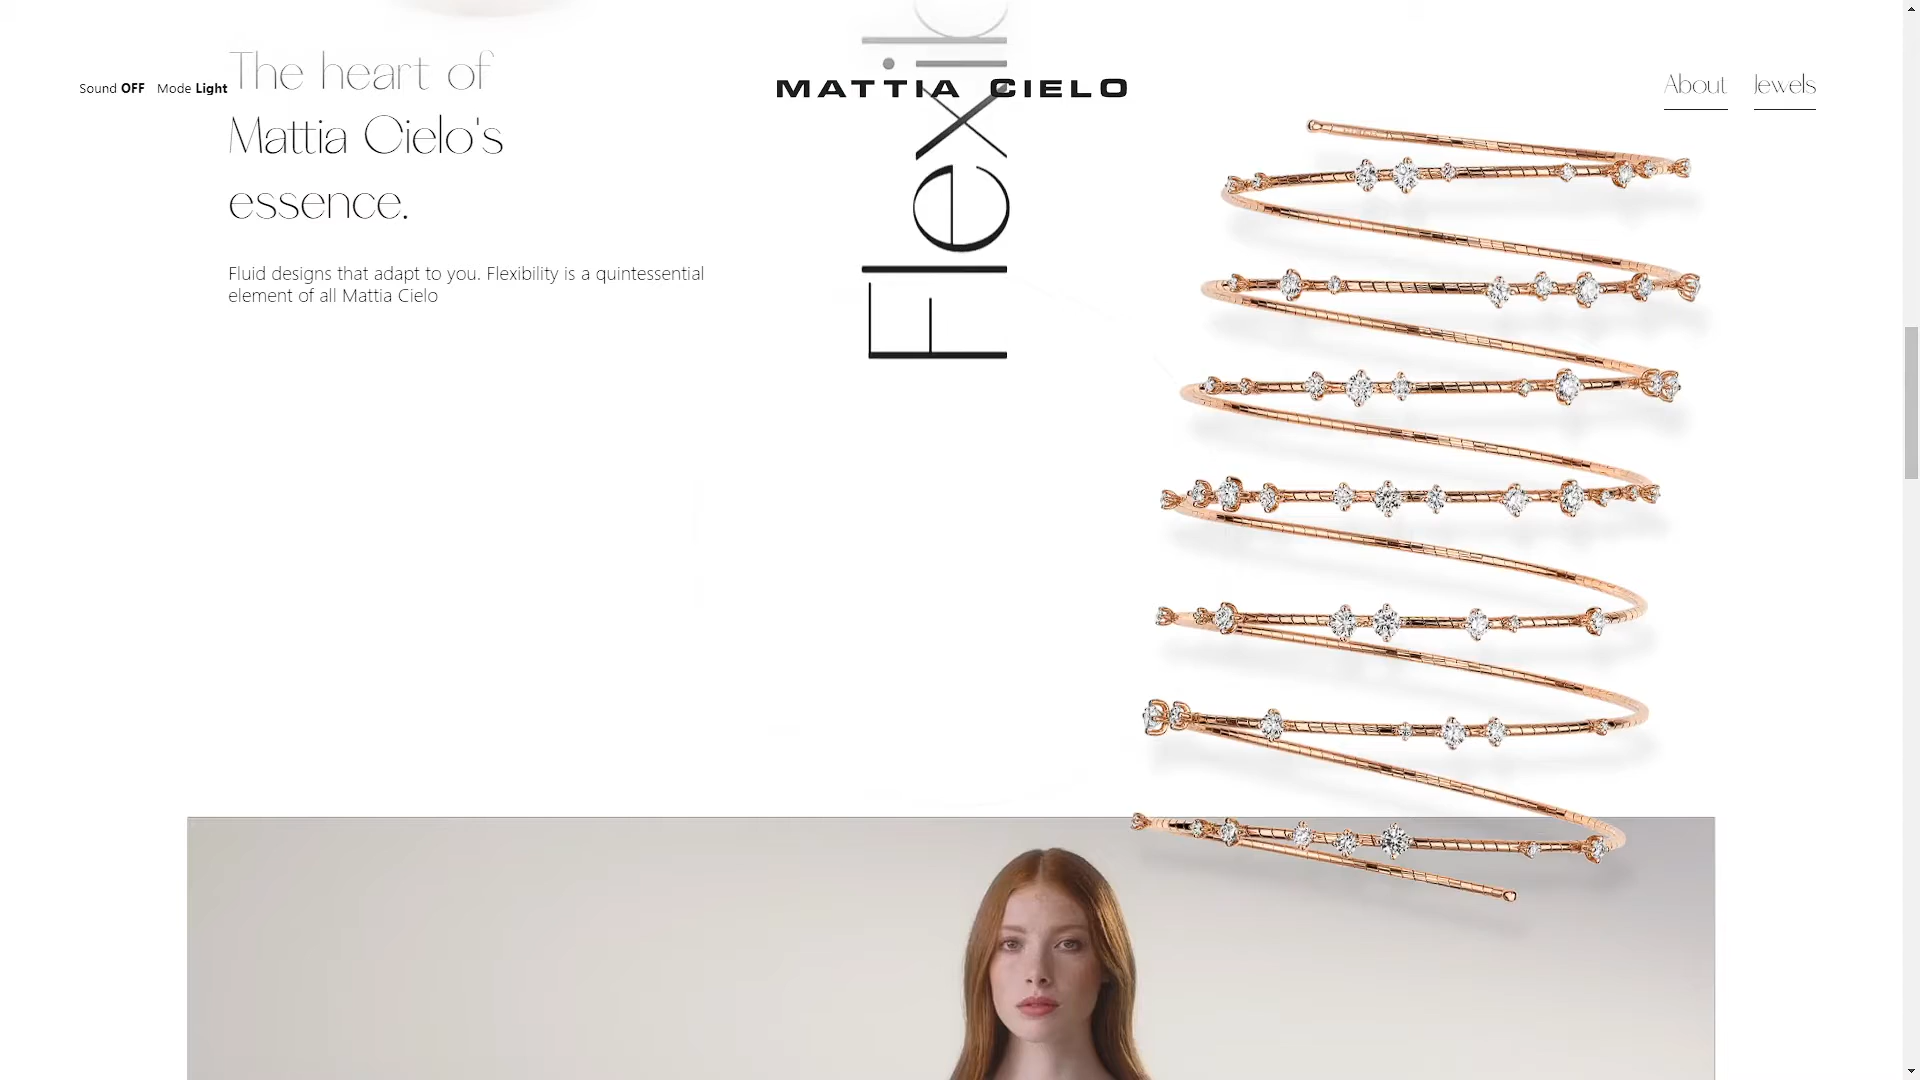 The heart of
Mattia Cielo's
essence.
Sound OFF Mode Light
MATTIA CIELO
About Jewels
Fluid designs that adapt to you. Flexibility is a quintessential
element of all Mattia Cielo